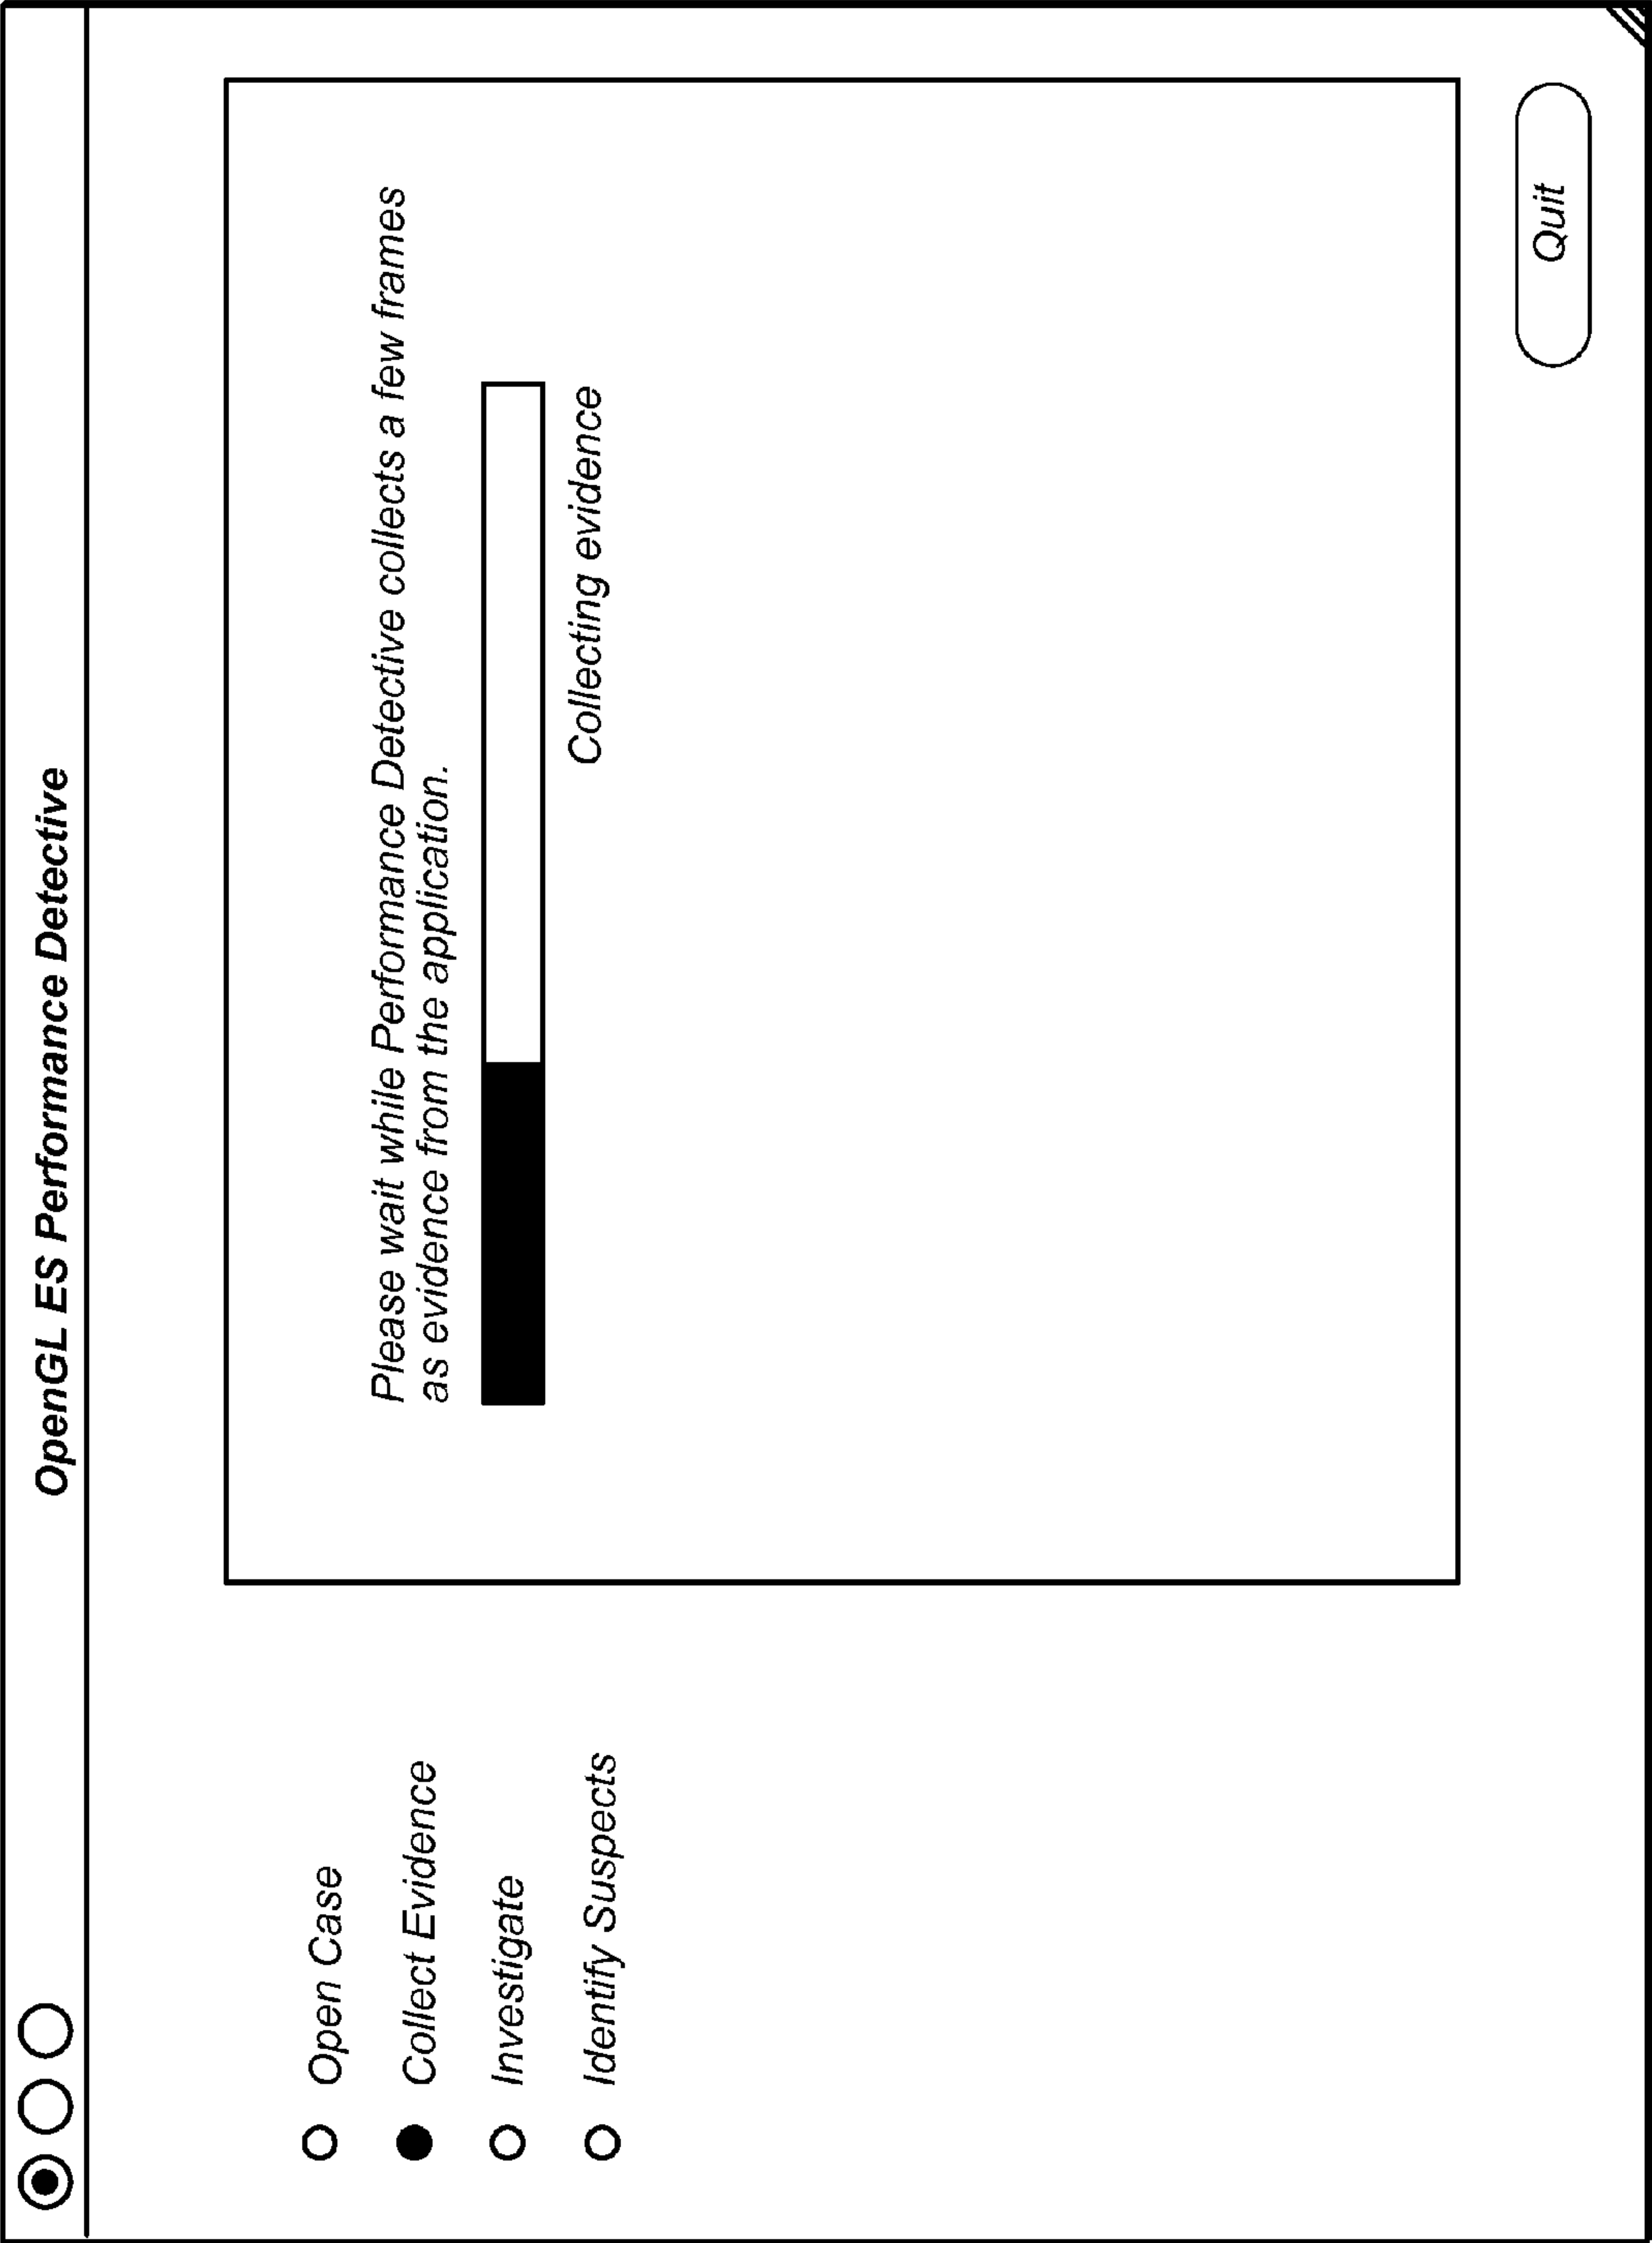 OpenGL ES Performance Detective
Open Case
Collect Evidence
Investigate
Identify Suspects
Please wait while Performance Detective collects a few frames
as evidence from the application.
Collecting evidence
Quit